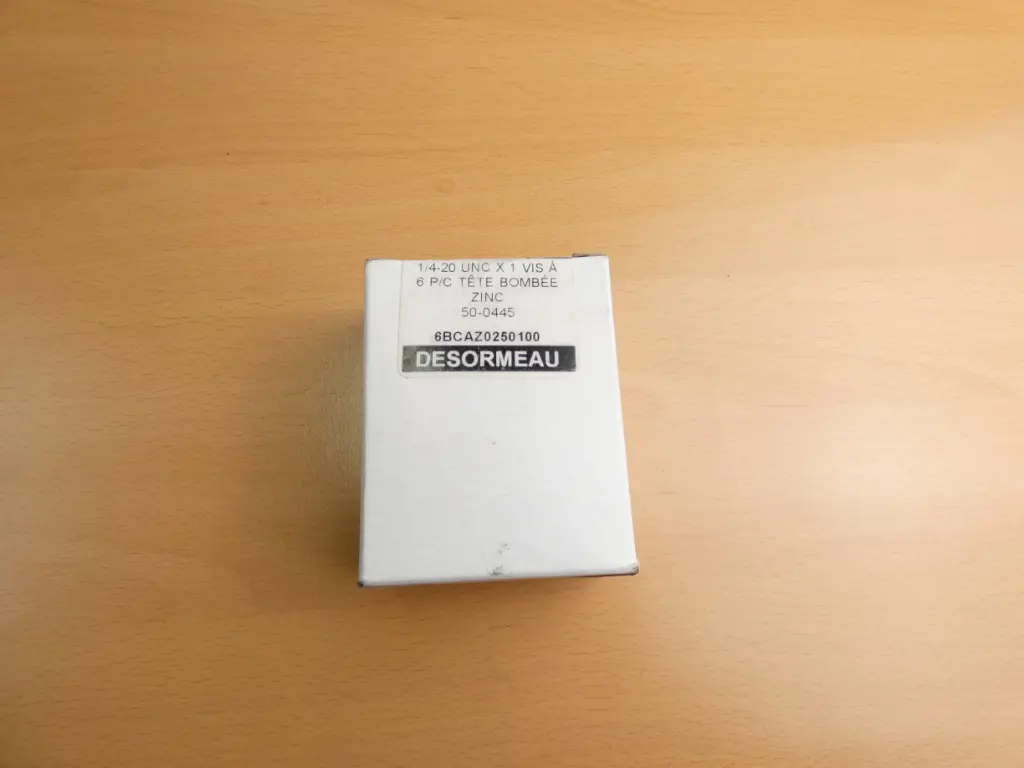 1/4-20 UNC X 1 VIS À
6 P/C TÊTE BOMBÉE
ZINC
50-0445
6BCAZ0250100
DESORMEAU